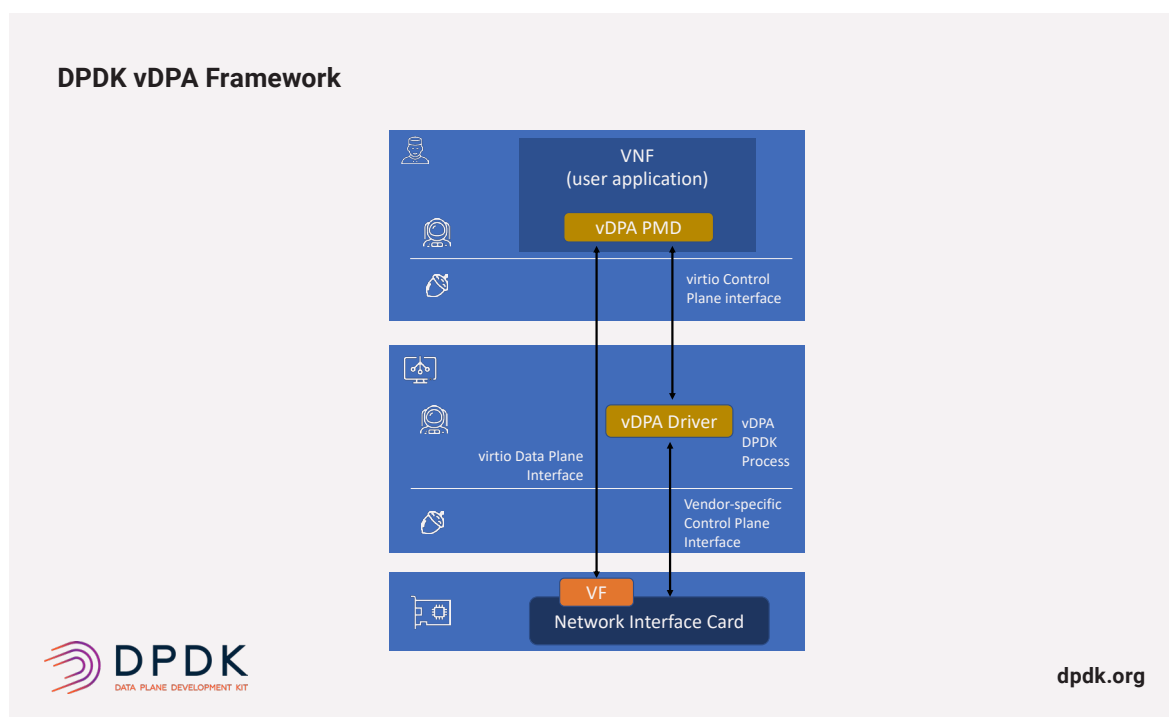 DPDK vDPA Framework
VNF
(user application)
vDPA PMD
virtio Control
Plane interface
vDPA Driver
vDPA
DPDK
Process
virtio Data Plane
Interface
Vendor-specific
Control Plane
Interface
VF
Network Interface Card
DPDK
DATA PLANE DEVELOPMENT KIT
dpdk.org